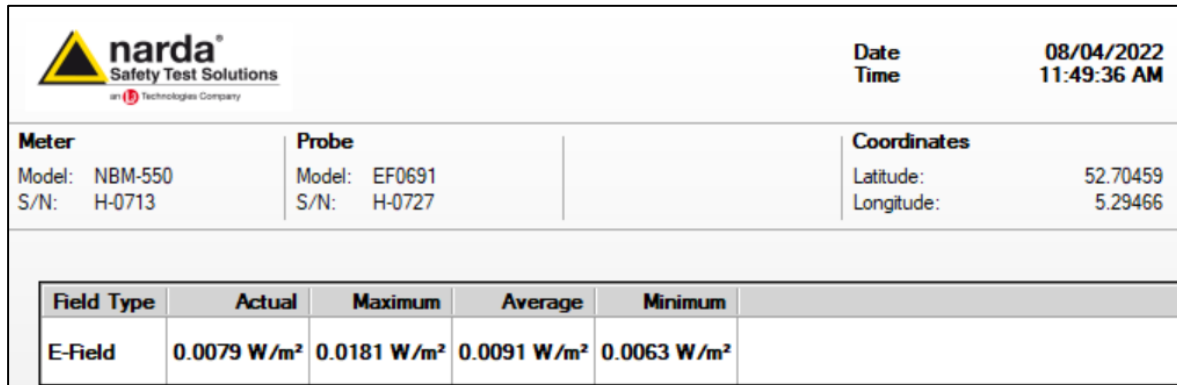 narda®
Safety Test Solutions
an L3 Technologies Company
Date 08/04/2022
Time 11:49:36 AM
Meter Probe Coordinates
Model: NBM-550 Model: EF0691 Latitude: 52.70459
S/N: H-0713 S/N: H-0727 Longitude: 5.29466
Field Type Actual Maximum Average Minimum
E-Field 0.0079 W/m² 0.0181 W/m² 0.0091 W/m² 0.0063 W/m²